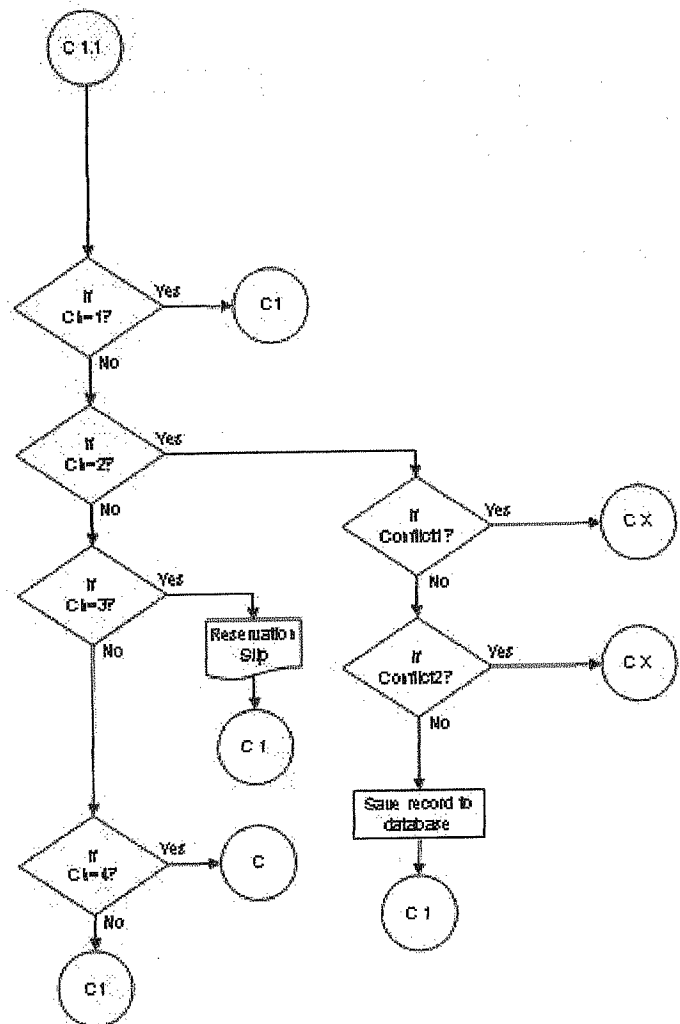 C 1.1
If
Ch=1?
Yes
C1
No
If
Ch=2?
Yes
No
If
Conflict1?
Yes
C X
No
If
Ch=3?
Yes
Reservation
Slip
No
C 1
If
Conflict2?
Yes
C X
No
Save record to
database
C 1
If
Ch=4?
Yes
C
No
C1